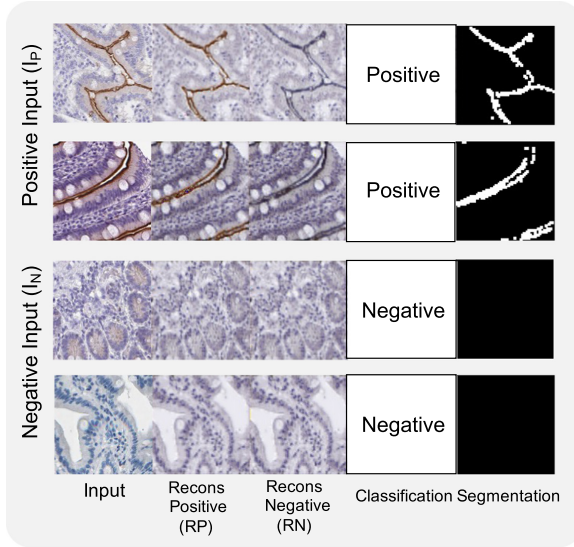 Positive Input (I_P)
Positive
Positive
Negative Input (I_N)
Negative
Negative
Input
Recons
Positive
(RP)
Recons
Negative
(RN)
Classification
Segmentation